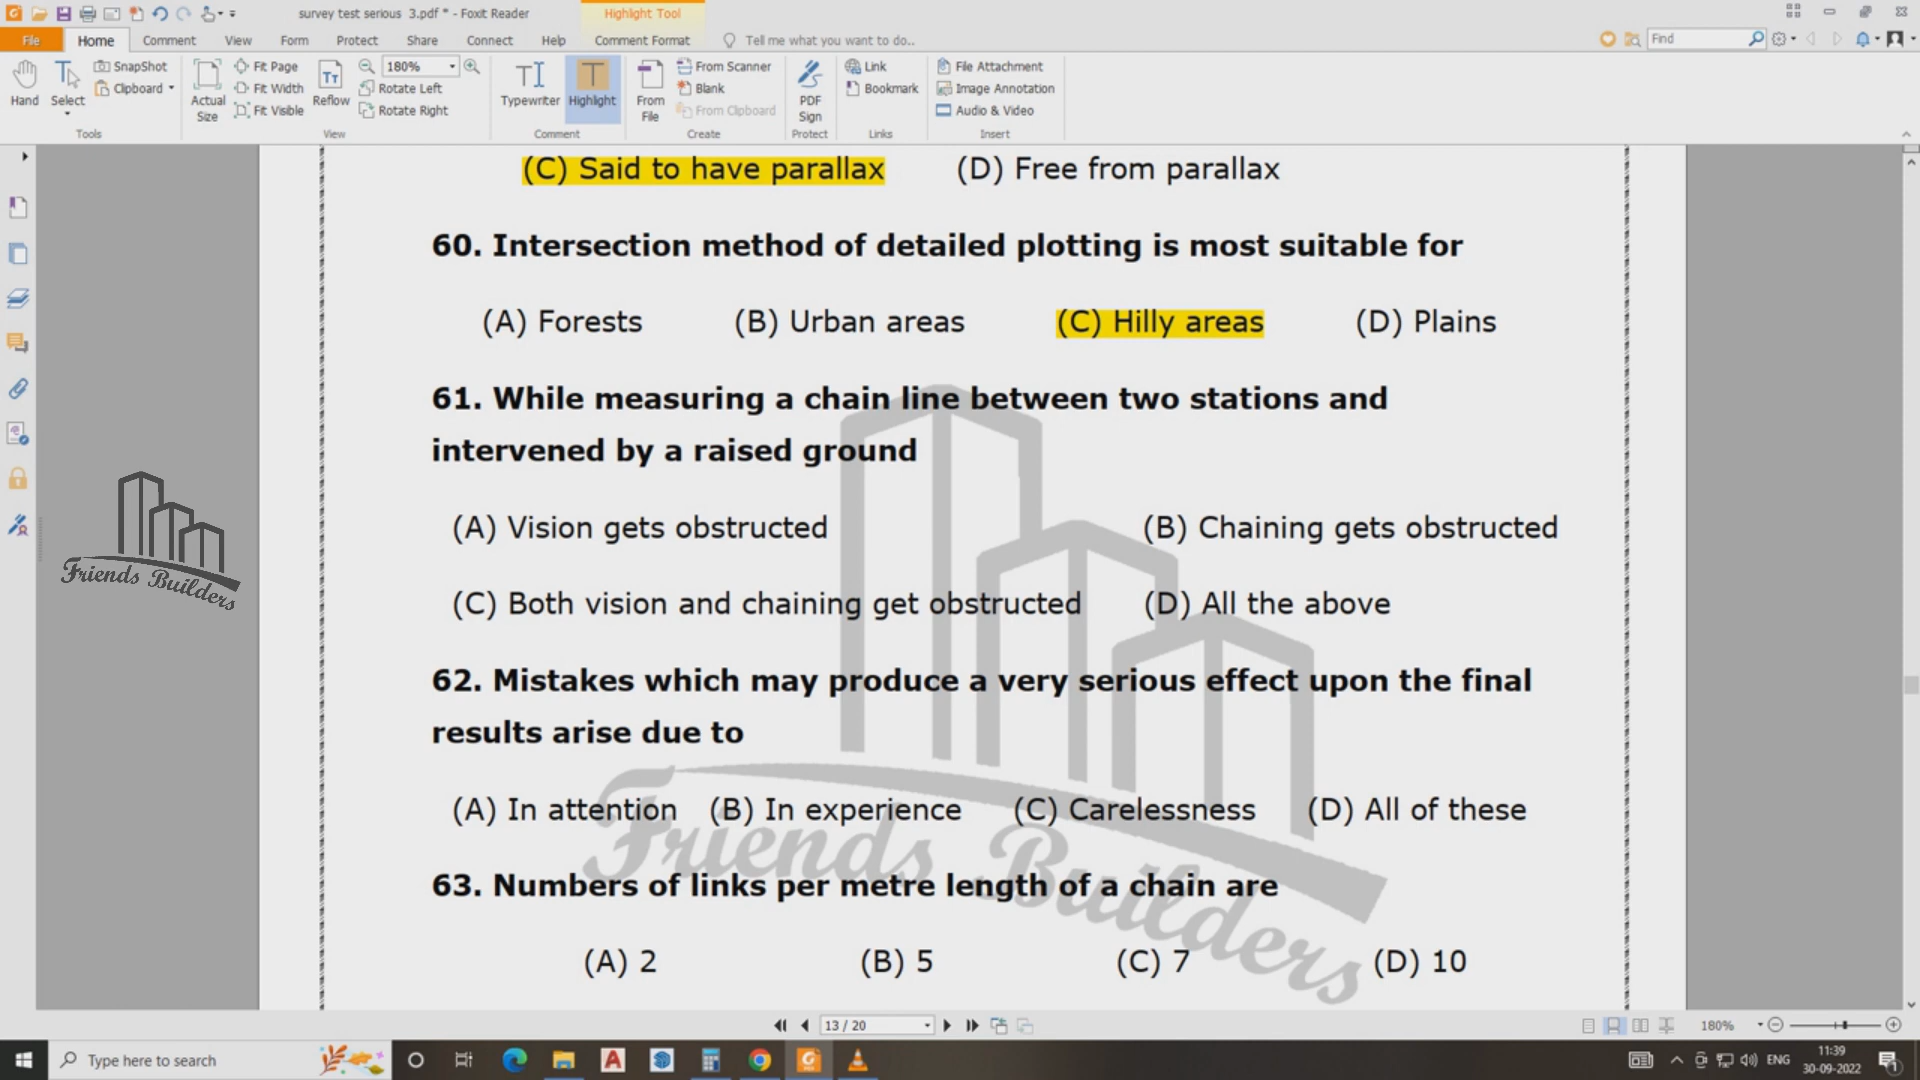 survey test serious 3.pdf * - Foxit Reader
Highlight Tool
File Home Comment View Form Protect Share Connect Help Comment Format Tell me what you want to do.. Find
Hand
Select
SnapShot
Clipboard
Tools
Actual Size
Fit Page
Fit Width
Fit Visible
Reflow
180%
Rotate Left
Rotate Right
View
Typewriter
Highlight
Comment
From File
From Scanner
Blank
From Clipboard
Create
PDF Sign
Protect
Link
Bookmark
Links
File Attachment
Image Annotation
Audio & Video
Insert
(C) Said to have parallax (D) Free from parallax
60. Intersection method of detailed plotting is most suitable for
(A) Forests (B) Urban areas (C) Hilly areas (D) Plains
61. While measuring a chain line between two stations and
intervened by a raised ground
(A) Vision gets obstructed (B) Chaining gets obstructed
(C) Both vision and chaining get obstructed (D) All the above
62. Mistakes which may produce a very serious effect upon the final
results arise due to
(A) In attention (B) In experience (C) Carelessness (D) All of these
63. Numbers of links per metre length of a chain are
(A) 2 (B) 5 (C) 7 (D) 10
Friends Builders
Friends Builders
13 / 20
180%
Type here to search
ENG
11:39
30-09-2022
1